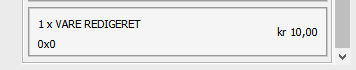 1 x VARE REDIGERET
kr 10,00
0x0